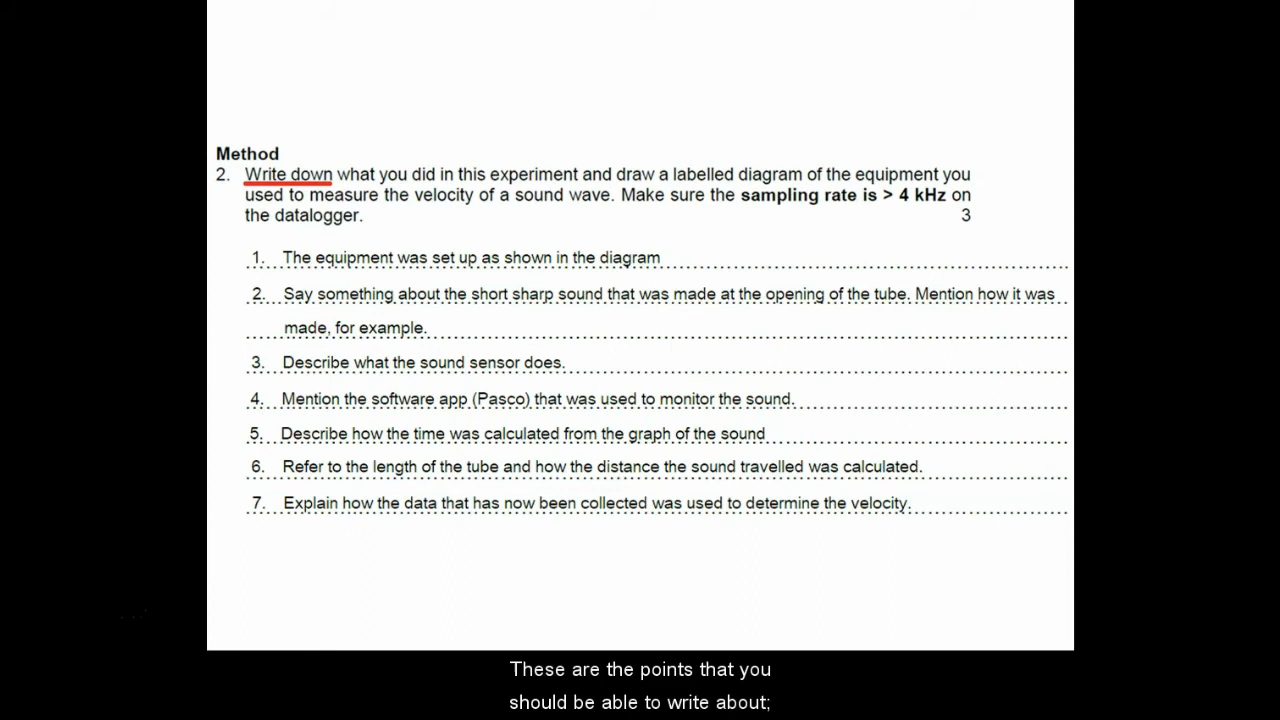 Method
2. Write down what you did in this experiment and draw a labelled diagram of the equipment you
used to measure the velocity of a sound wave. Make sure the sampling rate is > 4 kHz on
the datalogger. 3
1. The equipment was set up as shown in the diagram
2. Say something about the short sharp sound that was made at the opening of the tube. Mention how it was
made, for example.
3. Describe what the sound sensor does.
4. Mention the software app (Pasco) that was used to monitor the sound.
5. Describe how the time was calculated from the graph of the sound
6. Refer to the length of the tube and how the distance the sound travelled was calculated.
7. Explain how the data that has now been collected was used to determine the velocity.
These are the points that you
should be able to write about;